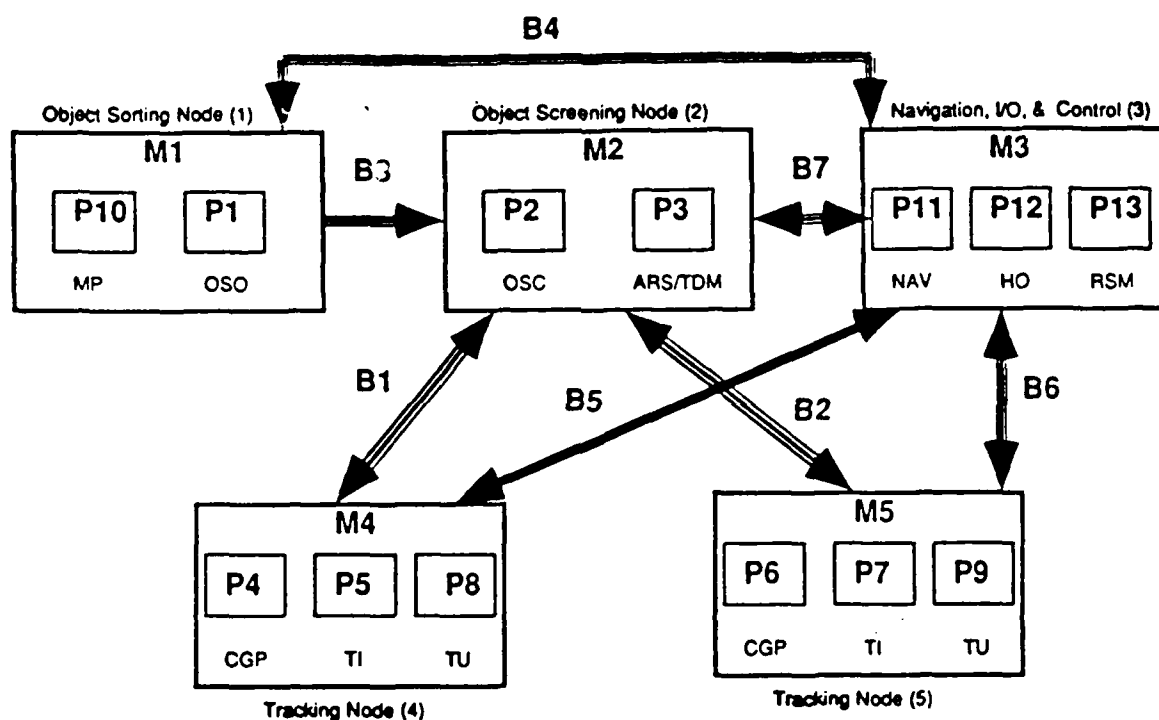 B4
Object Sorting Node (1)
Object Screening Node (2)
Navigation, I/O, & Control (3)
M1
M2
M3
B3
B7
P10
P1
P2
P3
P11
P12
P13
MP
OSO
OSC
ARS/TDM
NAV
HO
RSM
B1
B5
B2
B6
M4
M5
P4
P5
P8
P6
P7
P9
CGP
TI
TU
CGP
TI
TU
Tracking Node (4)
Tracking Node (5)